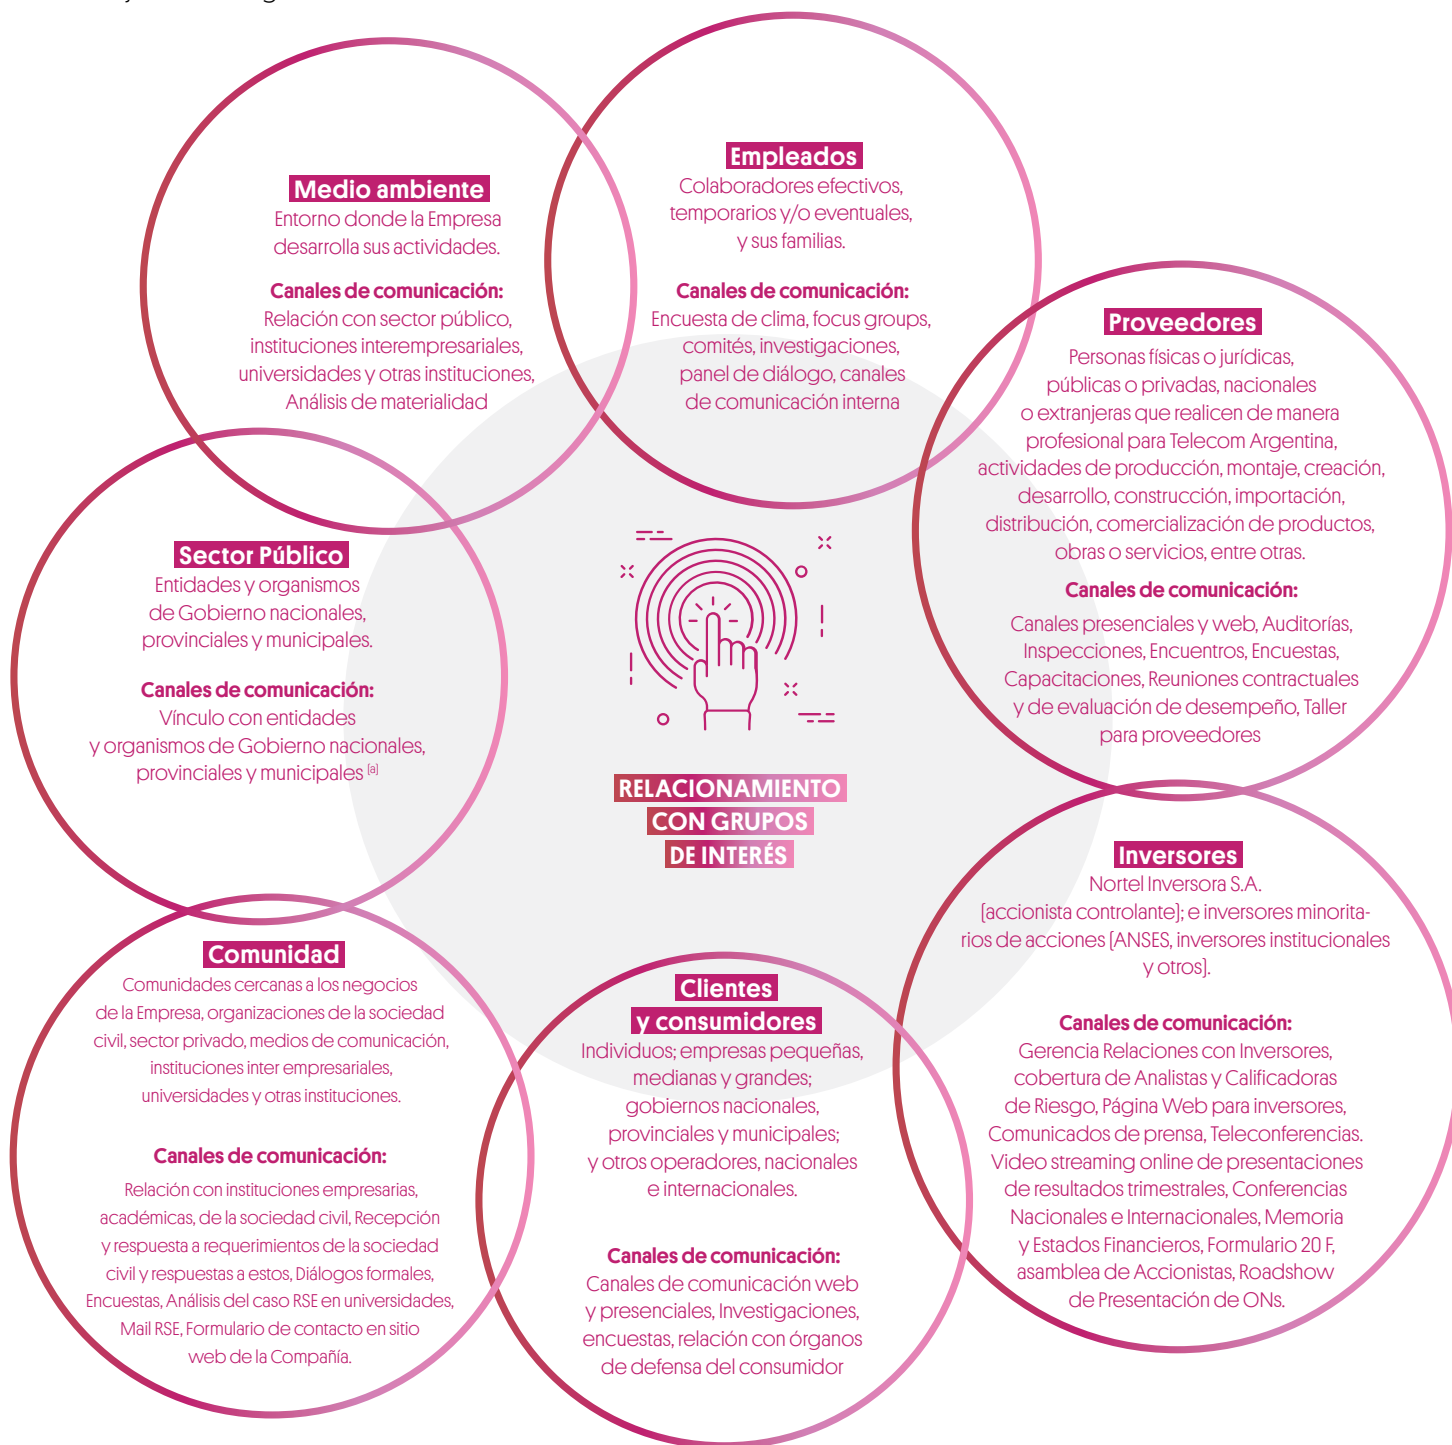 Medio ambiente
Entorno donde la Empresa
desarrolla sus actividades.
Canales de comunicación:
Relación con sector público,
instituciones interempresariales,
universidades y otras instituciones,
Análisis de materialidad
Empleados
Colaboradores efectivos,
temporarios y/o eventuales,
y sus familias.
Canales de comunicación:
Encuesta de clima, focus groups,
comités, investigaciones,
panel de diálogo, canales
de comunicación interna
Proveedores
Personas físicas o jurídicas,
públicas o privadas, nacionales
o extranjeras que realicen de manera
profesional para Telecom Argentina,
actividades de producción, montaje, creación,
desarrollo, construcción, importación,
distribución, comercialización de productos,
obras o servicios, entre otras.
Canales de comunicación:
Canales presenciales y web, Auditorías,
Inspecciones, Encuentros, Encuestas,
Capacitaciones, Reuniones contractuales
y de evaluación de desempeño, Taller
para proveedores
Sector Público
Entidades y organismos
de Gobierno nacionales,
provinciales y municipales.
Canales de comunicación:
Vínculo con entidades
y organismos de Gobierno nacionales,
provinciales y municipales [a]
RELACIONAMIENTO
CON GRUPOS
DE INTERÉS
Inversores
Nortel Inversora S.A.
(accionista controlante); e inversores minorita-
rios de acciones (ANSES, inversores institucionales
y otros).
Canales de comunicación:
Gerencia Relaciones con Inversores,
cobertura de Analistas y Calificadoras
de Riesgo, Página Web para inversores,
Comunicados de prensa, Teleconferencias.
Video streaming online de presentaciones
de resultados trimestrales, Conferencias
Nacionales e Internacionales, Memoria
y Estados Financieros, Formulario 20 F,
asamblea de Accionistas, Roadshow
de Presentación de ONs.
Comunidad
Comunidades cercanas a los negocios
de la Empresa, organizaciones de la sociedad
civil, sector privado, medios de comunicación,
instituciones inter empresariales,
universidades y otras instituciones.
Canales de comunicación:
Relación con instituciones empresarias,
académicas, de la sociedad civil, Recepción
y respuesta a requerimientos de la sociedad
civil y respuestas a estos, Diálogos formales,
Encuestas, Análisis del caso RSE en universidades,
Mail RSE, Formulario de contacto en sitio
web de la Compañía.
Clientes
y consumidores
Individuos; empresas pequeñas,
medianas y grandes;
gobiernos nacionales,
provinciales y municipales;
y otros operadores, nacionales
e internacionales.
Canales de comunicación:
Canales de comunicación web
y presenciales, Investigaciones,
encuestas, relación con órganos
de defensa del consumidor